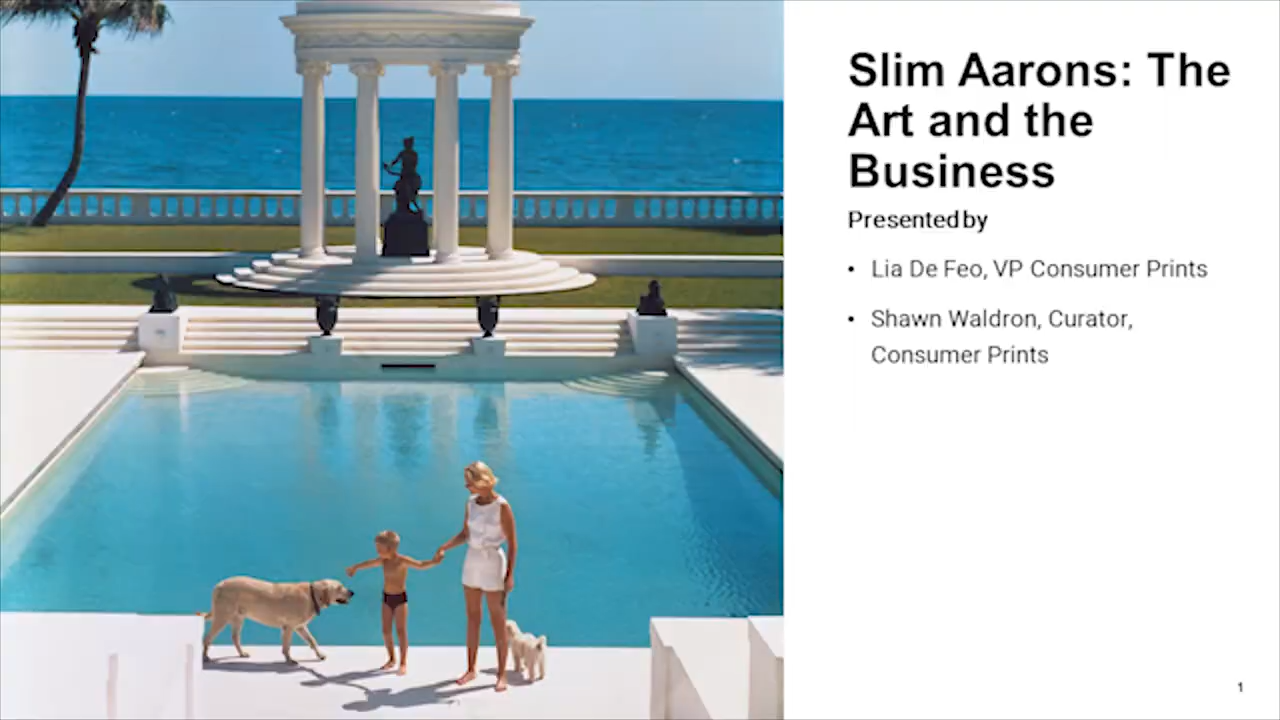 Slim Aarons: The
Art and the
Business
Presented by
• Lia De Feo, VP Consumer Prints
• Shawn Waldron, Curator,
Consumer Prints
1